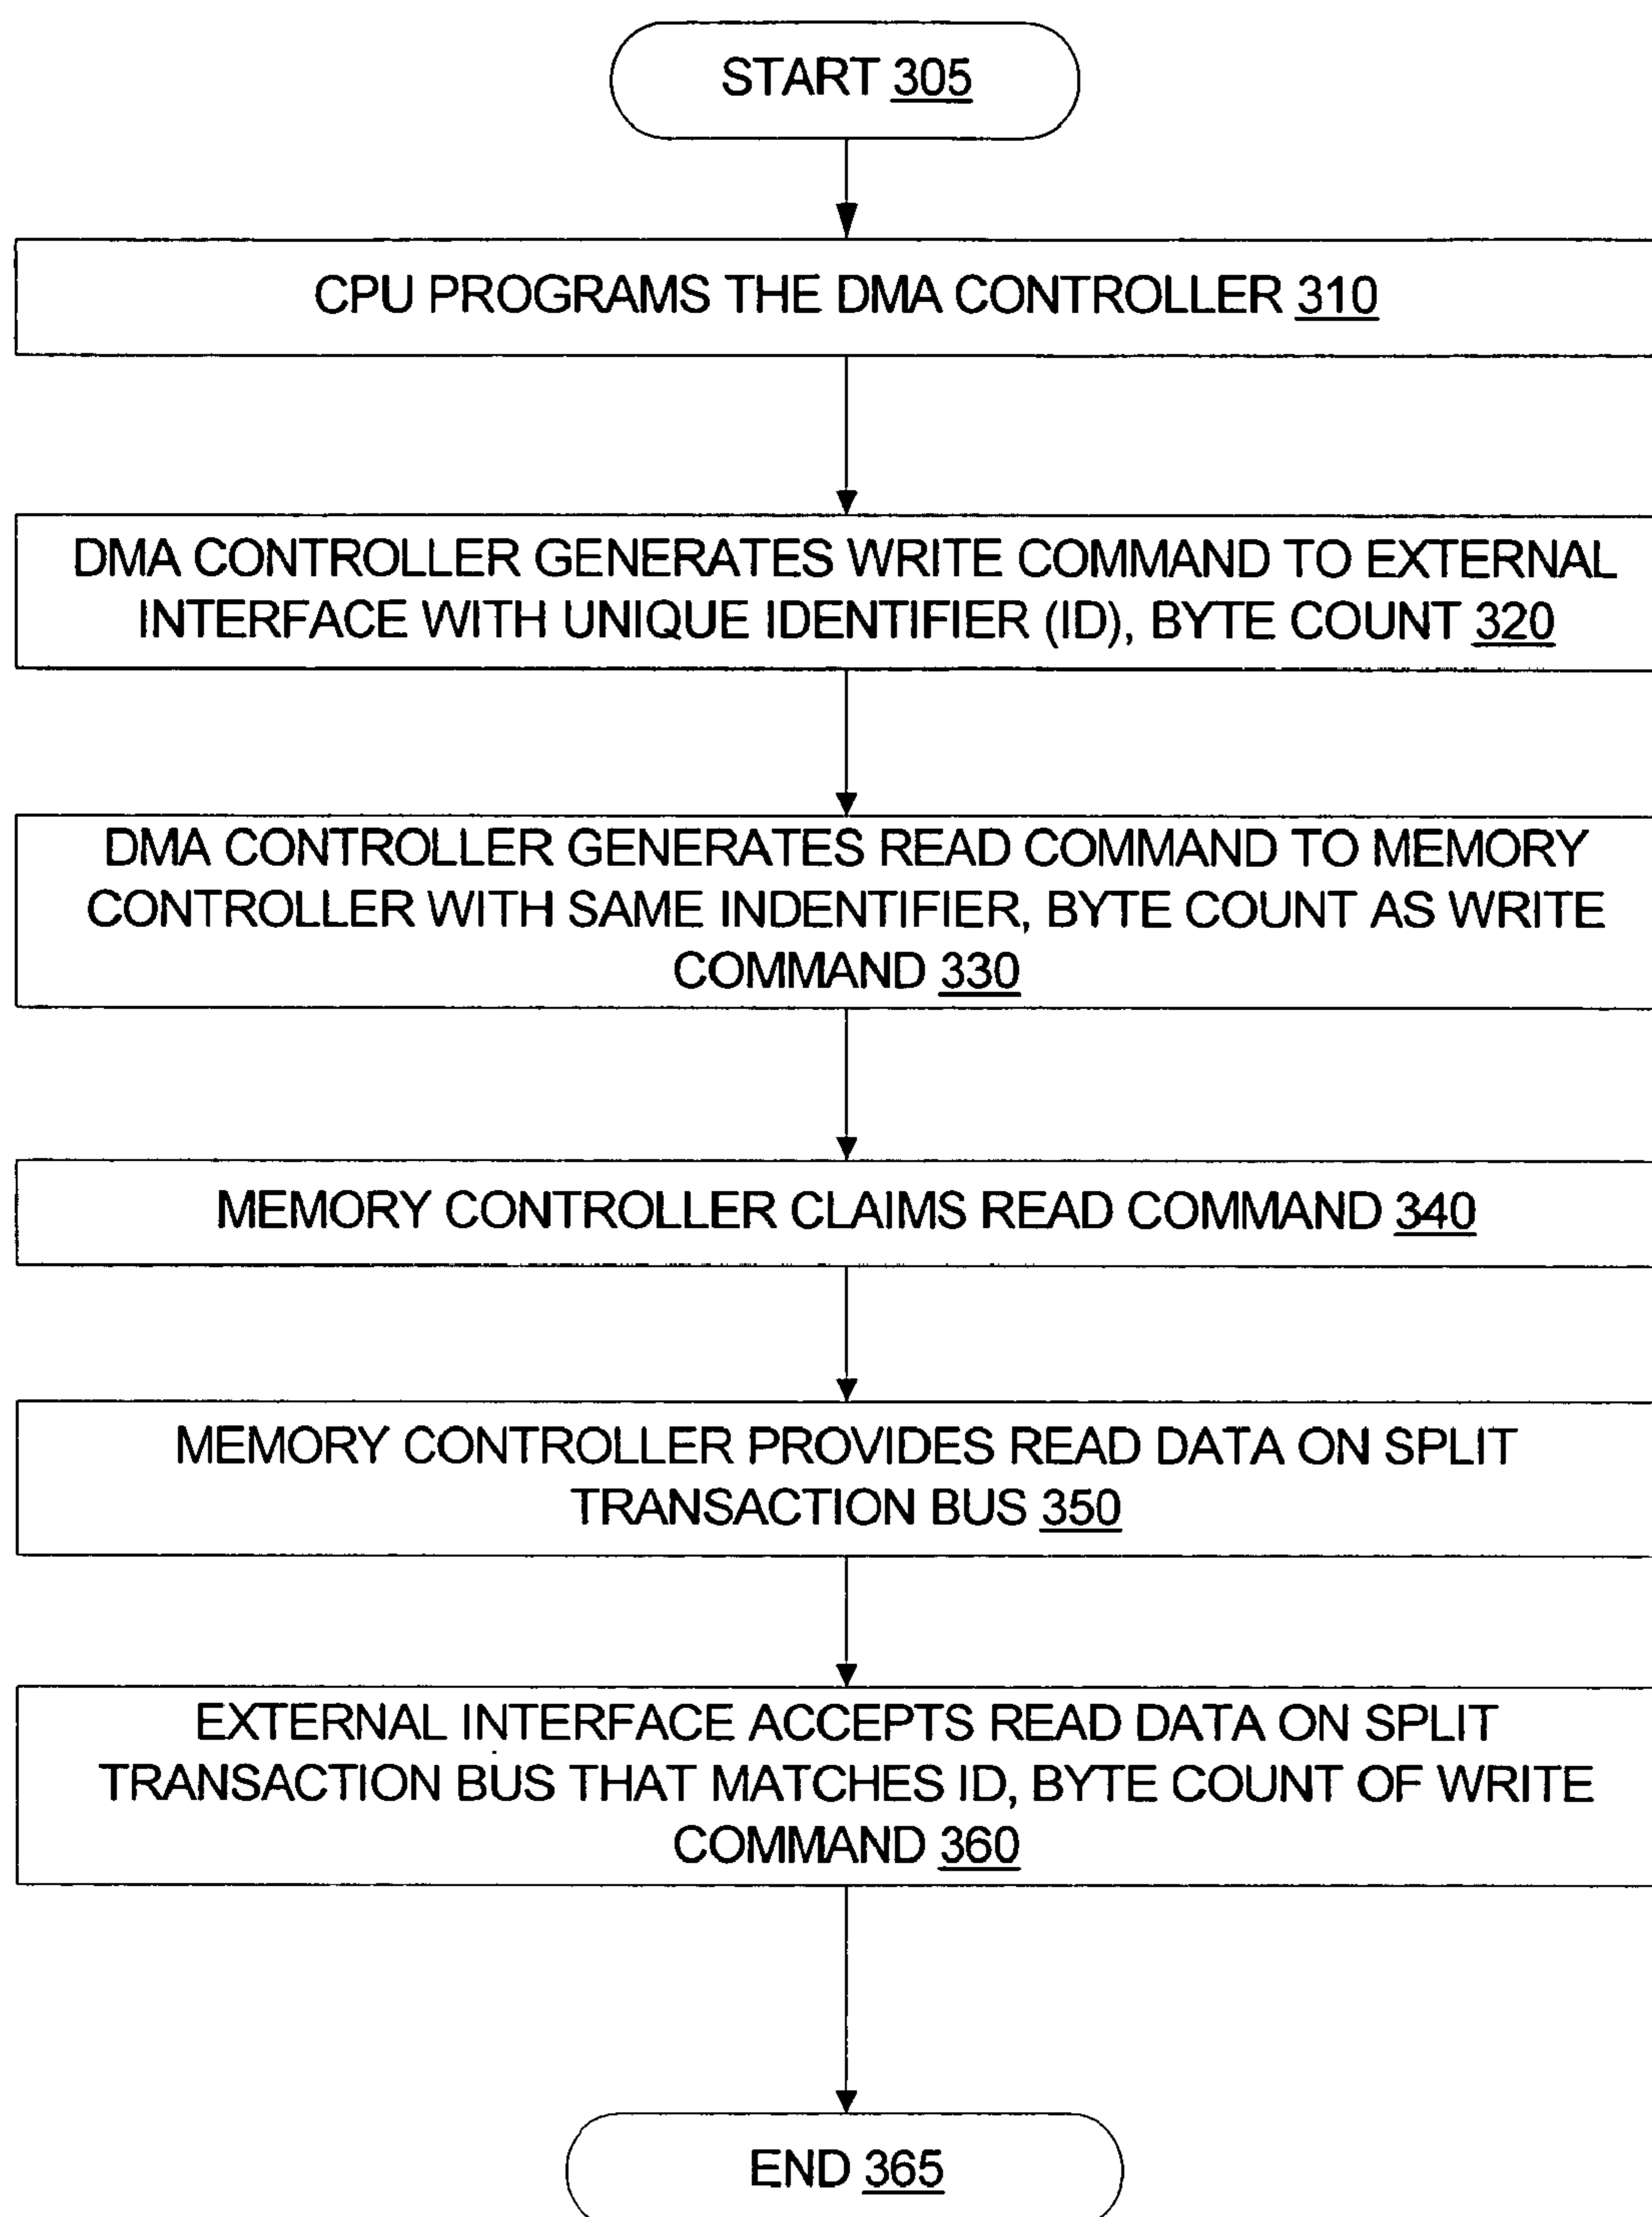 START 305
CPU PROGRAMS THE DMA CONTROLLER 310
DMA CONTROLLER GENERATES WRITE COMMAND TO EXTERNAL
INTERFACE WITH UNIQUE IDENTIFIER (ID), BYTE COUNT 320
DMA CONTROLLER GENERATES READ COMMAND TO MEMORY
CONTROLLER WITH SAME INDENTIFIER, BYTE COUNT AS WRITE
COMMAND 330
MEMORY CONTROLLER CLAIMS READ COMMAND 340
MEMORY CONTROLLER PROVIDES READ DATA ON SPLIT
TRANSACTION BUS 350
EXTERNAL INTERFACE ACCEPTS READ DATA ON SPLIT
TRANSACTION BUS THAT MATCHES ID, BYTE COUNT OF WRITE
COMMAND 360
END 365